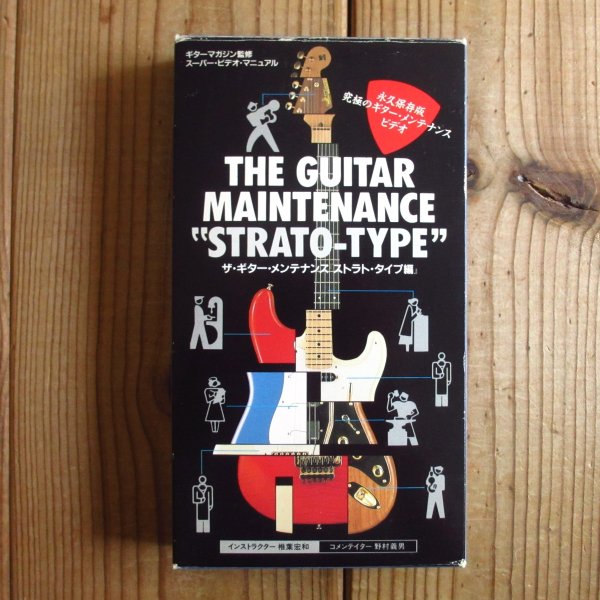 ギターマガジン監修
スーパー・ビデオ・マニュアル
永久保存版
究極のギター・メンテナンス
ビデオ
THE GUITAR
MAINTENANCE
"STRATO-TYPE"
ザ・ギター・メンテナンス ストラト・タイプ編』
インストラクター 椎葉宏和
コメンテイター 野村義男